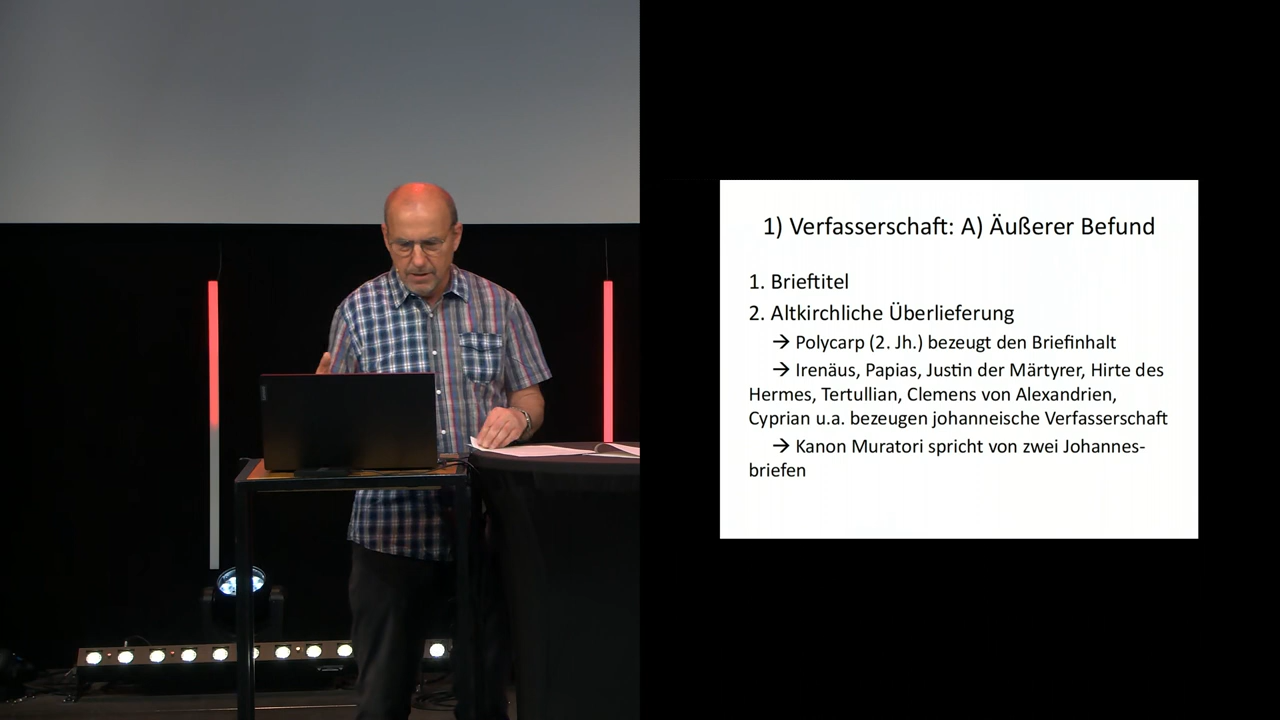 1) Verfasserschaft: A) Äußerer Befund
1. Brieftitel
2. Altkirchliche Überlieferung
→ Polycarp (2. Jh.) bezeugt den Briefinhalt
→ Irenäus, Papias, Justin der Märtyrer, Hirte des
Hermes, Tertullian, Clemens von Alexandrien,
Cyprian u.a. bezeugen johanneische Verfasserschaft
→ Kanon Muratori spricht von zwei Johannes-
briefen